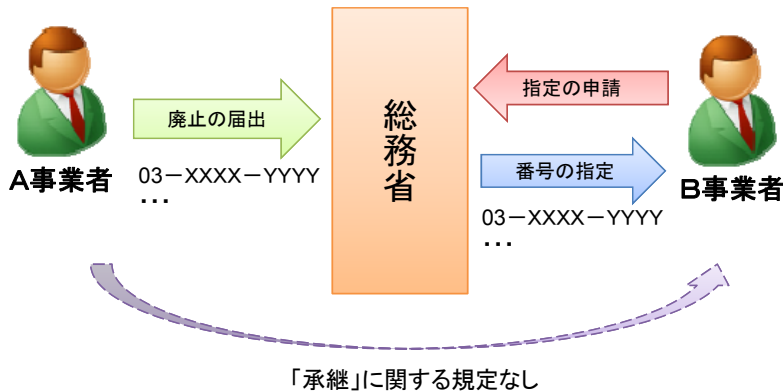 廃止の届出
指定の申請
総務省
03－XXXX－YYYY
・・・
番号の指定
A事業者
B事業者
03－XXXX－YYYY
・・・
「承継」に関する規定なし